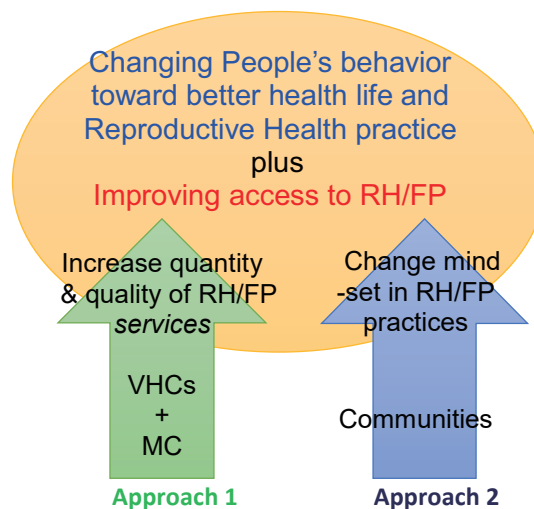 Changing People's behavior
toward better health life and
Reproductive Health practice
plus
Improving access to RH/FP
Increase quantity
& quality of RH/FP
services
VHCs
+
MC
Approach 1
Change mind
-set in RH/FP
practices
Communities
Approach 2